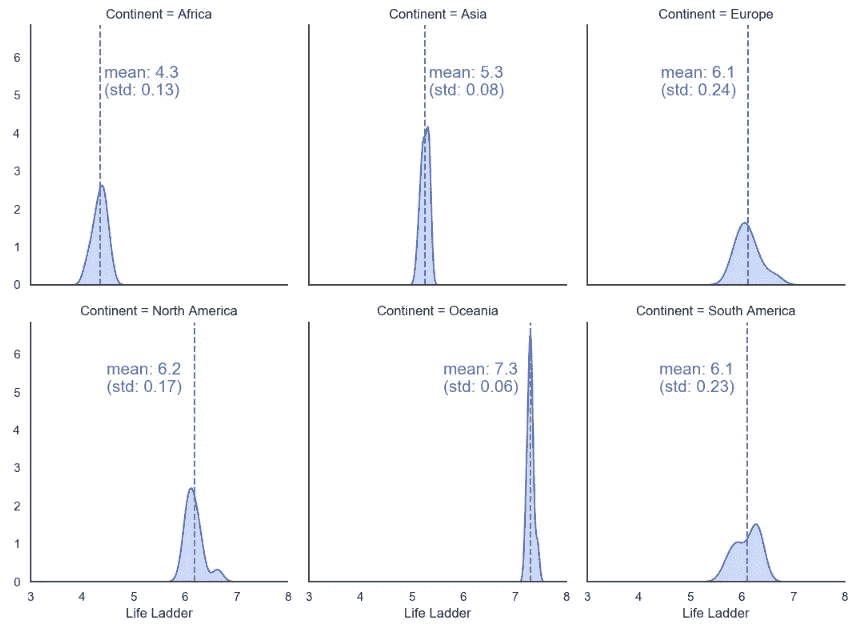 Continent = Africa
Continent = Asia
Continent = Europe
6
5
4
3
2
1
0
mean: 4.3
(std: 0.13)
mean: 5.3
(std: 0.08)
mean: 6.1
(std: 0.24)
Continent = North America
Continent = Oceania
Continent = South America
6
5
4
3
2
1
0
mean: 6.2
(std: 0.17)
mean: 7.3
(std: 0.06)
mean: 6.1
(std: 0.23)
3 4 5 6 7 8
3 4 5 6 7 8
3 4 5 6 7 8
Life Ladder
Life Ladder
Life Ladder